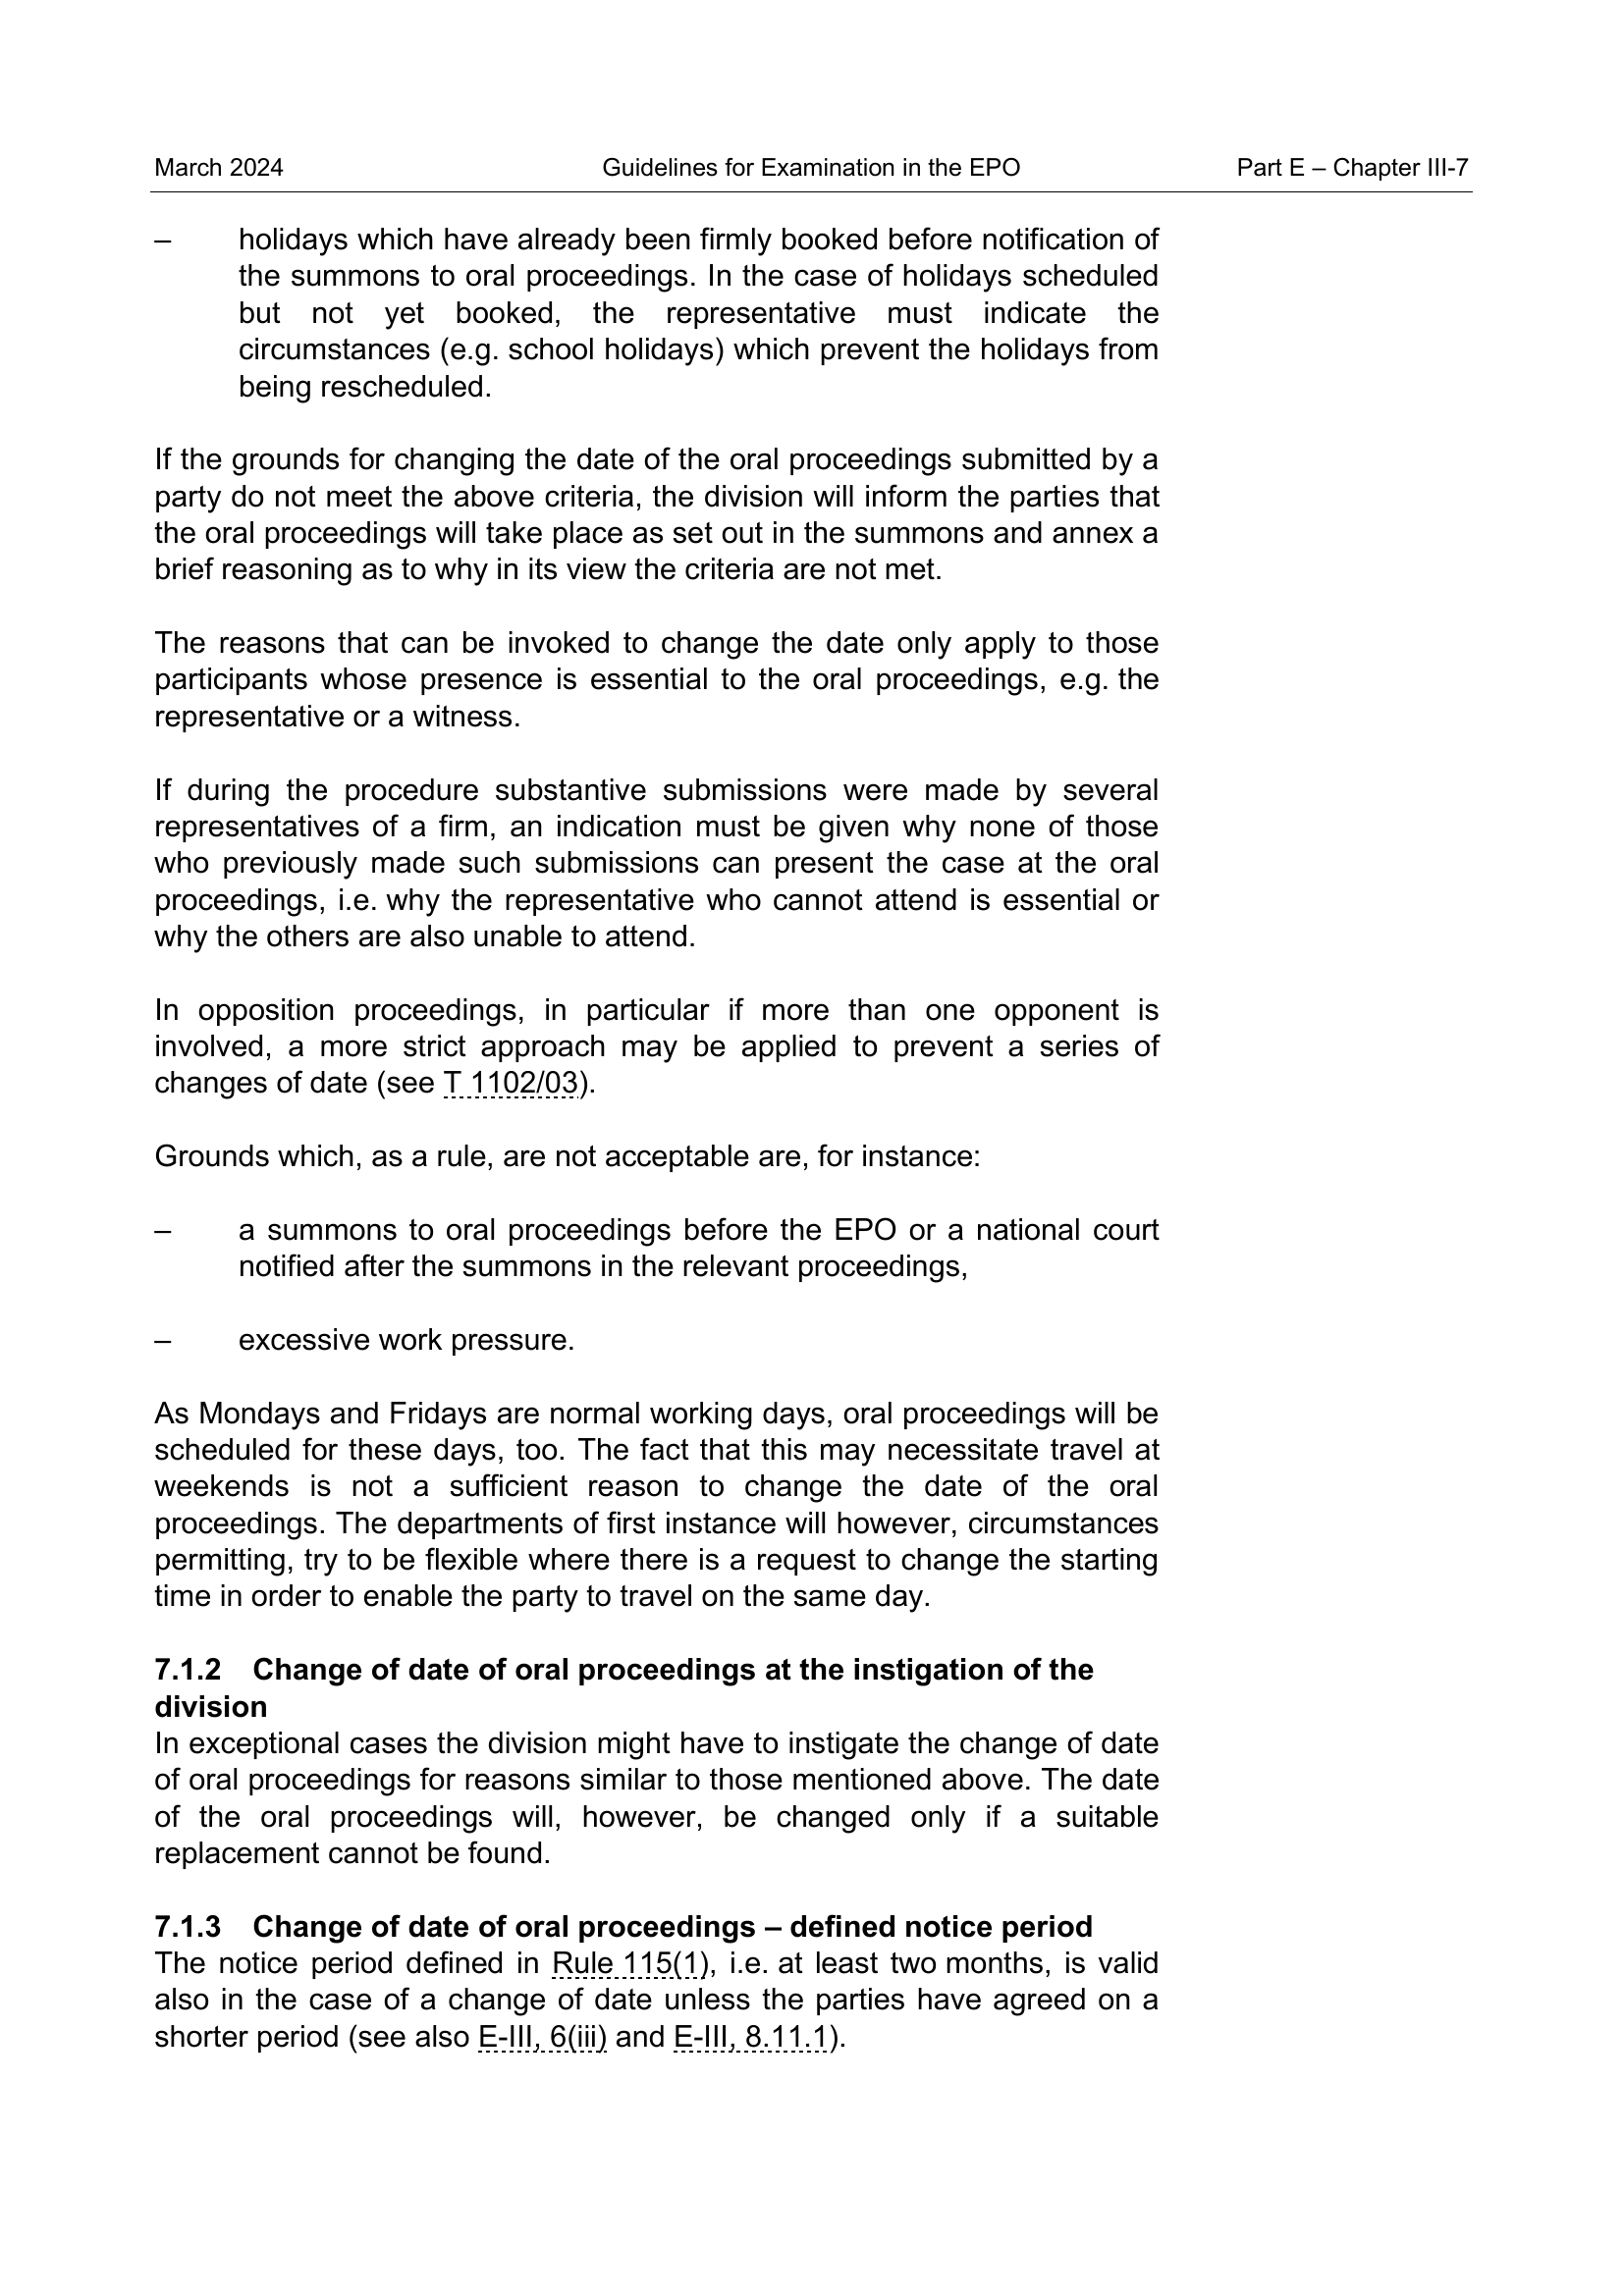 March 2024 Guidelines for Examination in the EPO Part E – Chapter III-7
– holidays which have already been firmly booked before notification of
the summons to oral proceedings. In the case of holidays scheduled
but not yet booked, the representative must indicate the
circumstances (e.g. school holidays) which prevent the holidays from
being rescheduled.
If the grounds for changing the date of the oral proceedings submitted by a
party do not meet the above criteria, the division will inform the parties that
the oral proceedings will take place as set out in the summons and annex a
brief reasoning as to why in its view the criteria are not met.
The reasons that can be invoked to change the date only apply to those
participants whose presence is essential to the oral proceedings, e.g. the
representative or a witness.
If during the procedure substantive submissions were made by several
representatives of a firm, an indication must be given why none of those
who previously made such submissions can present the case at the oral
proceedings, i.e. why the representative who cannot attend is essential or
why the others are also unable to attend.
In opposition proceedings, in particular if more than one opponent is
involved, a more strict approach may be applied to prevent a series of
changes of date (see T 1102/03).
Grounds which, as a rule, are not acceptable are, for instance:
– a summons to oral proceedings before the EPO or a national court
notified after the summons in the relevant proceedings,
– excessive work pressure.
As Mondays and Fridays are normal working days, oral proceedings will be
scheduled for these days, too. The fact that this may necessitate travel at
weekends is not a sufficient reason to change the date of the oral
proceedings. The departments of first instance will however, circumstances
permitting, try to be flexible where there is a request to change the starting
time in order to enable the party to travel on the same day.
7.1.2 Change of date of oral proceedings at the instigation of the
division
In exceptional cases the division might have to instigate the change of date
of oral proceedings for reasons similar to those mentioned above. The date
of the oral proceedings will, however, be changed only if a suitable
replacement cannot be found.
7.1.3 Change of date of oral proceedings – defined notice period
The notice period defined in Rule 115(1), i.e. at least two months, is valid
also in the case of a change of date unless the parties have agreed on a
shorter period (see also E-III, 6(iii) and E-III, 8.11.1).